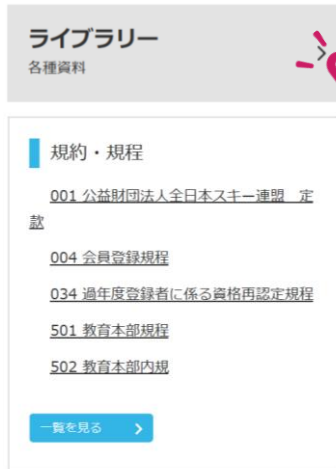 ライブラリー
各種資料
規約・規程
001 公益財団法人全日本スキー連盟　定
款
004 会員登録規程
034 過年度登録者に係る資格再認定規程
501 教育本部規程
502 教育本部内規
一覧を見る